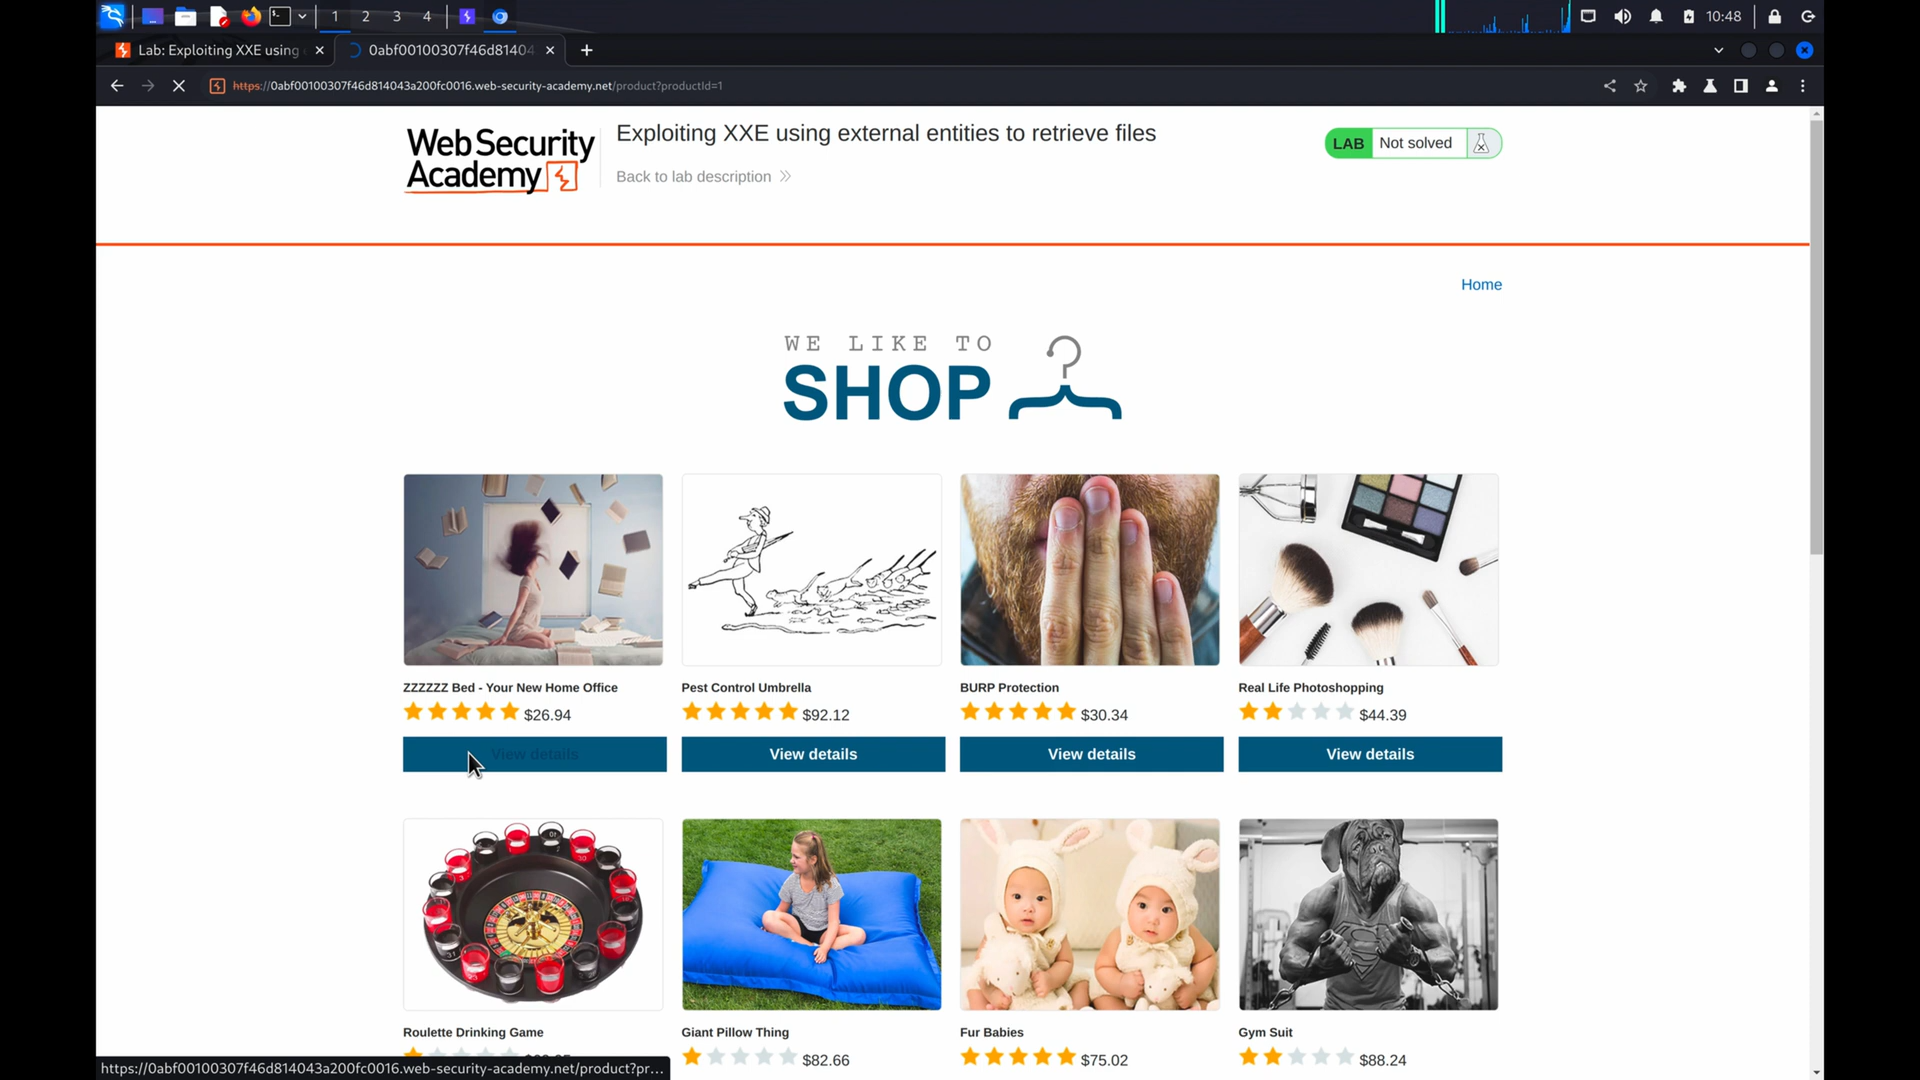 1 2 3 4
10:48
Lab: Exploiting XXE using
0abf00100307f46d81404
https://0abf00100307f46d814043a200fc0016.web-security-academy.net/product?productId=1
Web Security
Academy
Exploiting XXE using external entities to retrieve files
Back to lab description
LAB Not solved
Home
WE LIKE TO
SHOP
ZZZZZZ Bed - Your New Home Office
$26.94
View details
Pest Control Umbrella
$92.12
View details
BURP Protection
$30.34
View details
Real Life Photoshopping
$44.39
View details
Roulette Drinking Game
Giant Pillow Thing
$82.66
Fur Babies
$75.02
Gym Suit
$88.24
https://0abf00100307f46d814043a200fc0016.web-security-academy.net/product?pr...